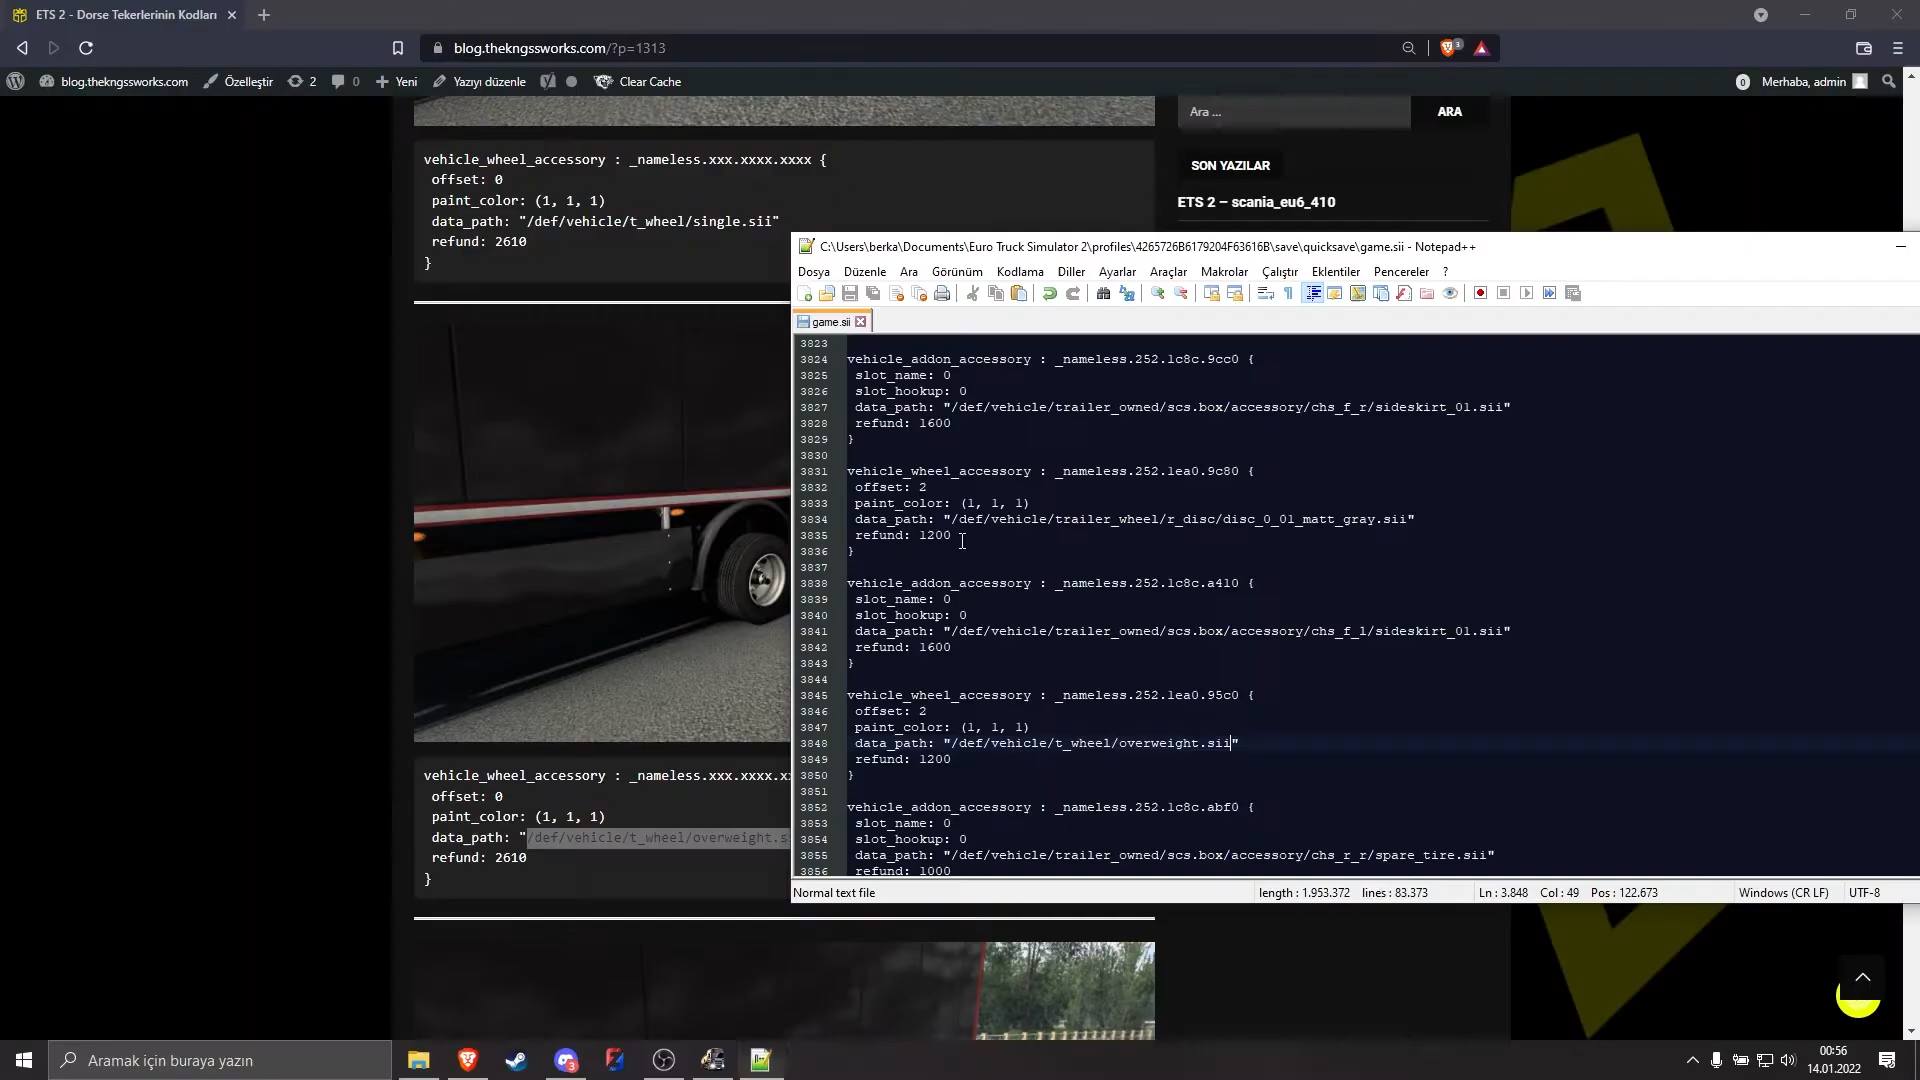 ETS 2 - Dorse Tekerlerinin Kodları
blog.thekngssworks.com/?p=1313
3
blog.thekngssworks.com
Özelleştir
2
0
Yeni
Yazıyı düzenle
Clear Cache
0
Merhaba, admin
vehicle_wheel_accessory : _nameless.xxx.xxxx.xxxx {
offset: 0
paint_color: (1, 1, 1)
data_path: "/def/vehicle/t_wheel/single.sii"
refund: 2610
}
Ara ...
ARA
SON YAZILAR
ETS 2 – scania_eu6_410
vehicle_wheel_accessory : _nameless.xxx.xxxx.xx
offset: 0
paint_color: (1, 1, 1)
data_path: "/def/vehicle/t_wheel/overweight.s
refund: 2610
}
C:\Users\berka\Documents\Euro Truck Simulator 2\profiles\4265726B6179204F63616B\save\quicksave\game.sii - Notepad++
Dosya Düzenle Ara Görünüm Kodlama Diller Ayarlar Araçlar Makrolar Çalıştır Eklentiler Pencereler ?
game.sii
3823
3824 vehicle_addon_accessory : _nameless.252.1c8c.9cc0 {
3825 slot_name: 0
3826 slot_hookup: 0
3827 data_path: "/def/vehicle/trailer_owned/scs.box/accessory/chs_f_r/sideskirt_01.sii"
3828 refund: 1600
3829 }
3830
3831 vehicle_wheel_accessory : _nameless.252.1ea0.9c80 {
3832 offset: 2
3833 paint_color: (1, 1, 1)
3834 data_path: "/def/vehicle/trailer_wheel/r_disc/disc_0_01_matt_gray.sii"
3835 refund: 1200
3836 }
3837
3838 vehicle_addon_accessory : _nameless.252.1c8c.a410 {
3839 slot_name: 0
3840 slot_hookup: 0
3841 data_path: "/def/vehicle/trailer_owned/scs.box/accessory/chs_f_l/sideskirt_01.sii"
3842 refund: 1600
3843 }
3844
3845 vehicle_wheel_accessory : _nameless.252.1ea0.95c0 {
3846 offset: 2
3847 paint_color: (1, 1, 1)
3848 data_path: "/def/vehicle/t_wheel/overweight.sii"
3849 refund: 1200
3850 }
3851
3852 vehicle_addon_accessory : _nameless.252.1c8c.abf0 {
3853 slot_name: 0
3854 slot_hookup: 0
3855 data_path: "/def/vehicle/trailer_owned/scs.box/accessory/chs_r_r/spare_tire.sii"
3856 refund: 1000
Normal text file
length : 1.953.372 lines : 83.373
Ln : 3.848 Col : 49 Pos : 122.673
Windows (CR LF)
UTF-8
Aramak için buraya yazın
3
00:56
14.01.2022